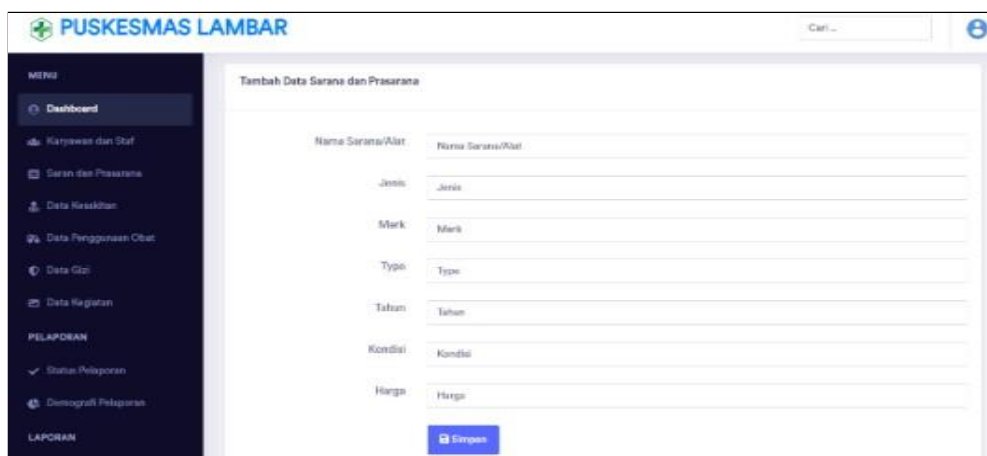 PUSKESMAS LAMBAR
Cari...
MENU
Dashboard
Karyawan dan Staf
Saran dan Prasarana
Data Kesakitan
Data Penggunaan Obat
Data Gizi
Data Kegiatan
PELAPORAN
Status Pelaporan
Demografi Pelaporan
LAPORAN
Tambah Data Sarana dan Prasarana
Nama Sarana/Alat
Nama Sarana/Alat
Jenis
Jenis
Merk
Merk
Type
Type
Tahun
Tahun
Kondisi
Kondisi
Harga
Harga
Simpan